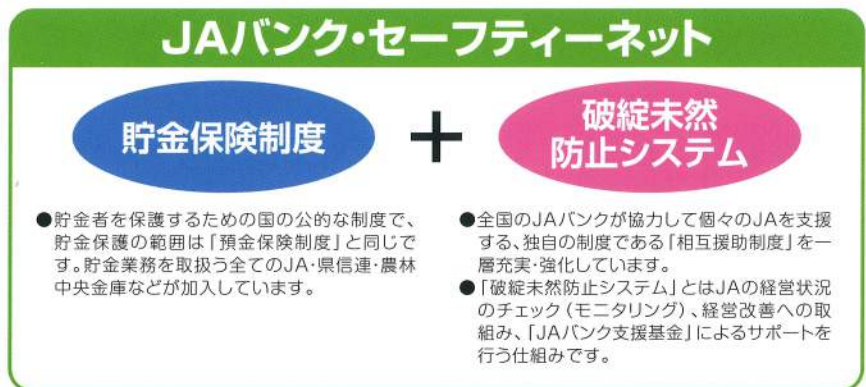 JAバンク・セーフティーネット
貯金保険制度
＋
破綻未然
防止システム
●貯金者を保護するための国の公的な制度で、
貯金保護の範囲は「預金保険制度」と同じで
す。貯金業務を取扱う全てのJA・県信連・農林
中央金庫などが加入しています。
●全国のJAバンクが協力して個々のJAを支援
する、独自の制度である「相互援助制度」を一
層充実・強化しています。
●「破綻未然防止システム」とはJAの経営状況
のチェック（モニタリング）、経営改善への取
組み、「JAバンク支援基金」によるサポートを
行う仕組みです。